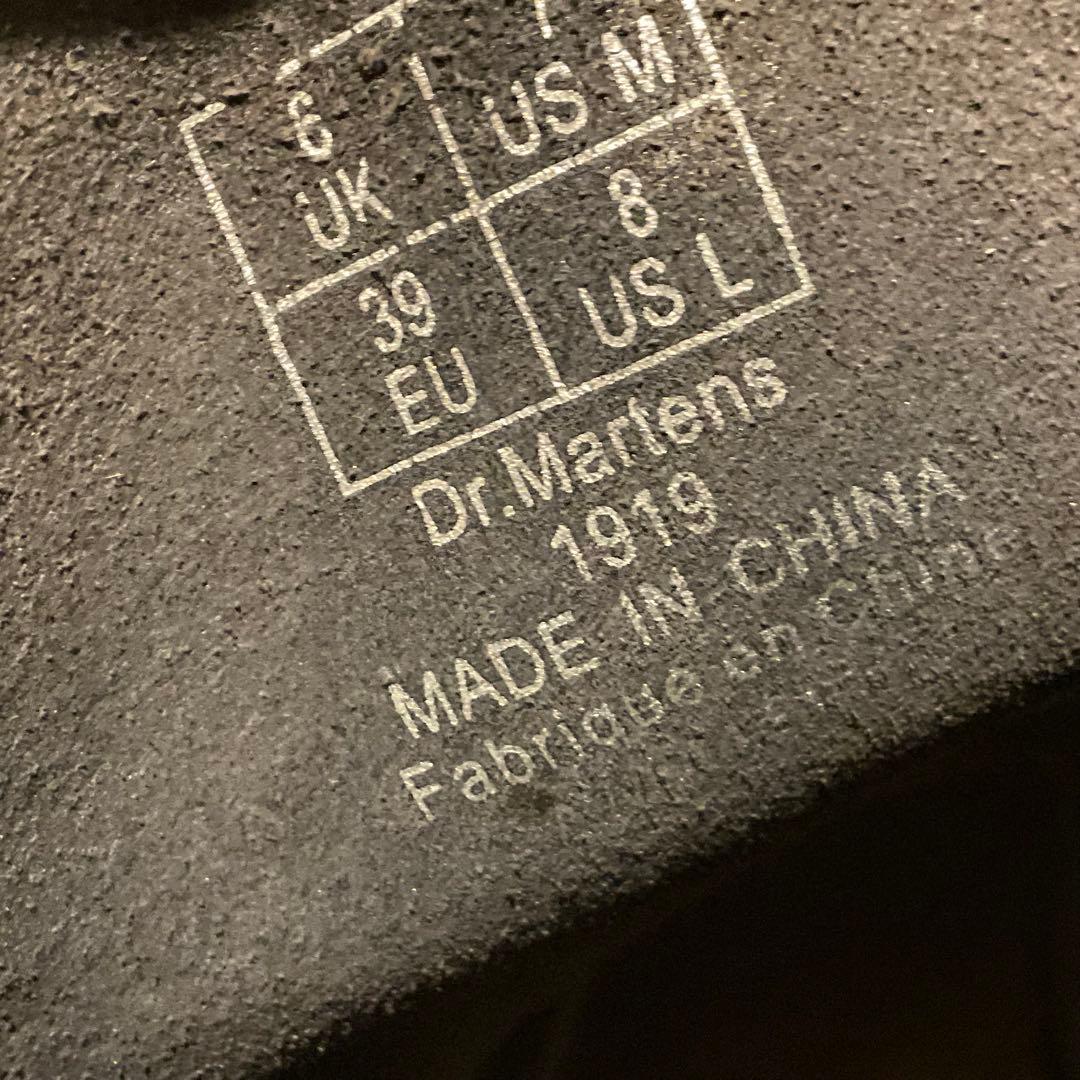 6
UK
US M
39
EU
8
US L
Dr.Martens
1919
MADE IN CHINA
Fabrique en Chine